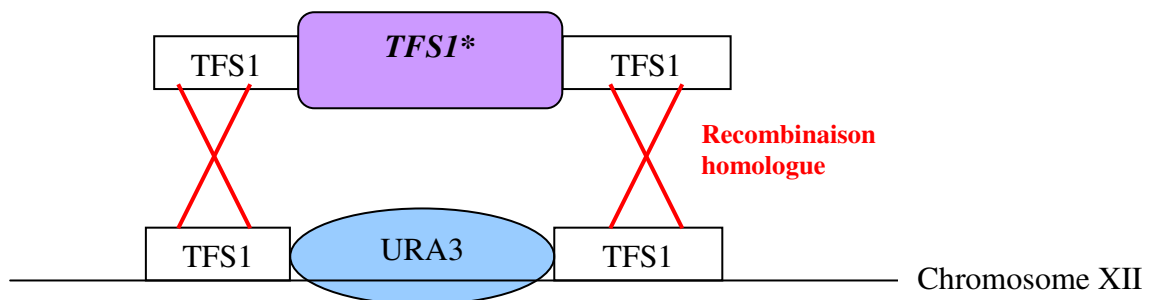 TFS1 TFS1* TFS1
Recombinaison
homologue
TFS1 URA3 TFS1
Chromosome XII